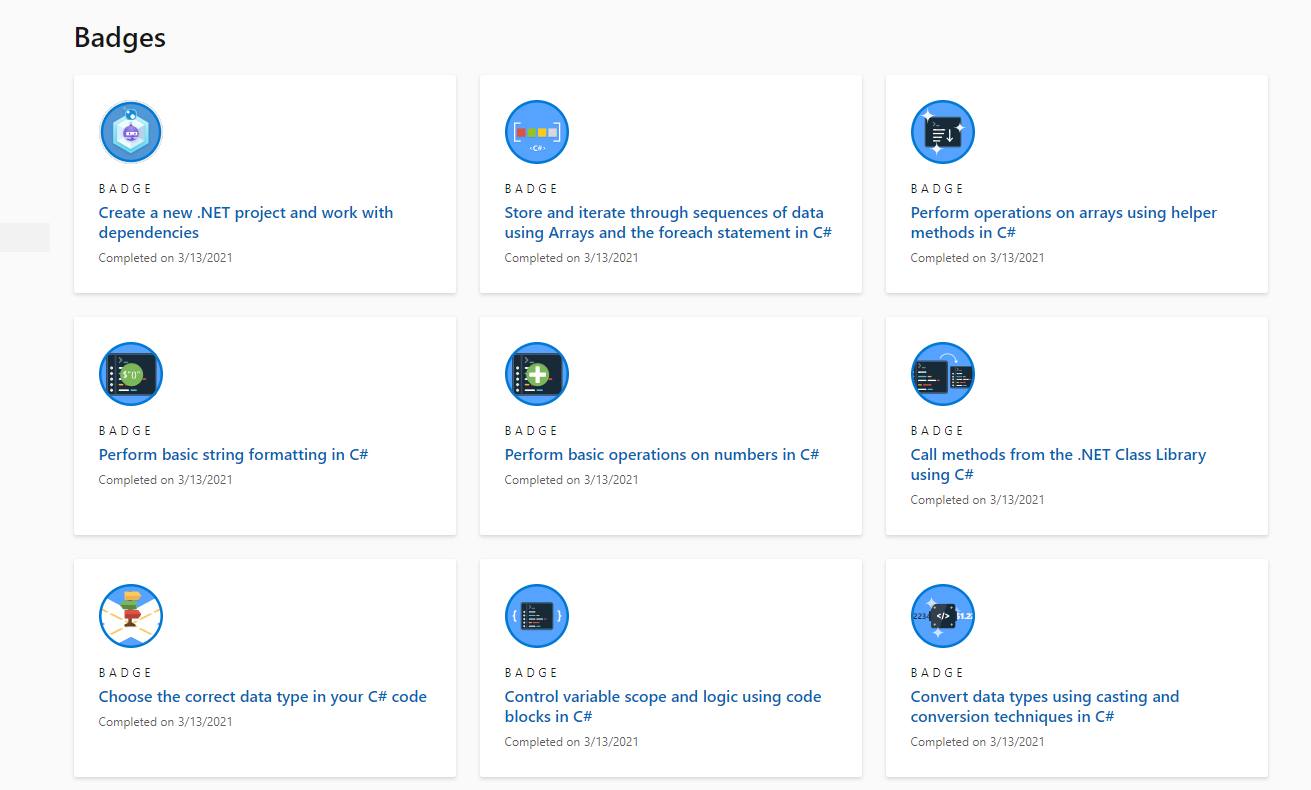 Badges
BADGE
Create a new .NET project and work with
dependencies
Completed on 3/13/2021
‹C#›
BADGE
Store and iterate through sequences of data
using Arrays and the foreach statement in C#
Completed on 3/13/2021
BADGE
Perform operations on arrays using helper
methods in C#
Completed on 3/13/2021
$"{}"
BADGE
Perform basic string formatting in C#
Completed on 3/13/2021
BADGE
Perform basic operations on numbers in C#
Completed on 3/13/2021
BADGE
Call methods from the .NET Class Library
using C#
Completed on 3/13/2021
BADGE
Choose the correct data type in your C# code
Completed on 3/13/2021
{ }
BADGE
Control variable scope and logic using code
blocks in C#
Completed on 3/13/2021
2234 </> $1.23
BADGE
Convert data types using casting and
conversion techniques in C#
Completed on 3/13/2021